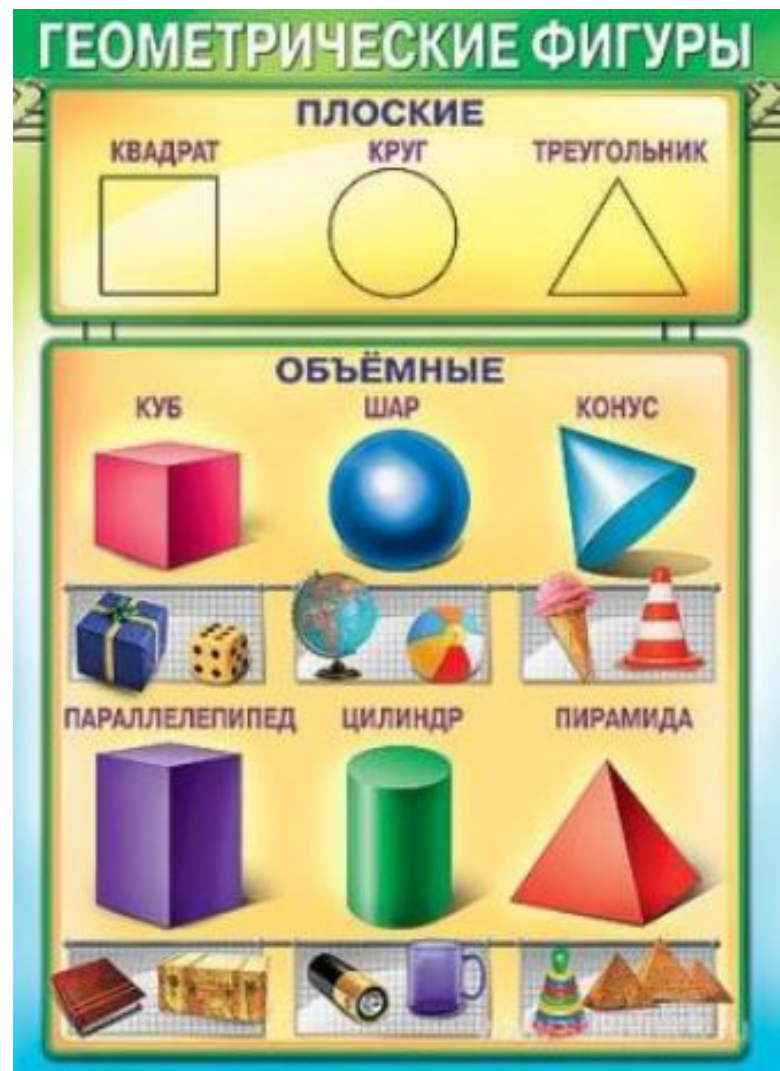 ГЕОМЕТРИЧЕСКИЕ ФИГУРЫ
ПЛОСКИЕ
КВАДРАТ КРУГ ТРЕУГОЛЬНИК
ОБЪЁМНЫЕ
КУБ ШАР КОНУС
ПАРАЛЛЕЛЕПИПЕД ЦИЛИНДР ПИРАМИДА